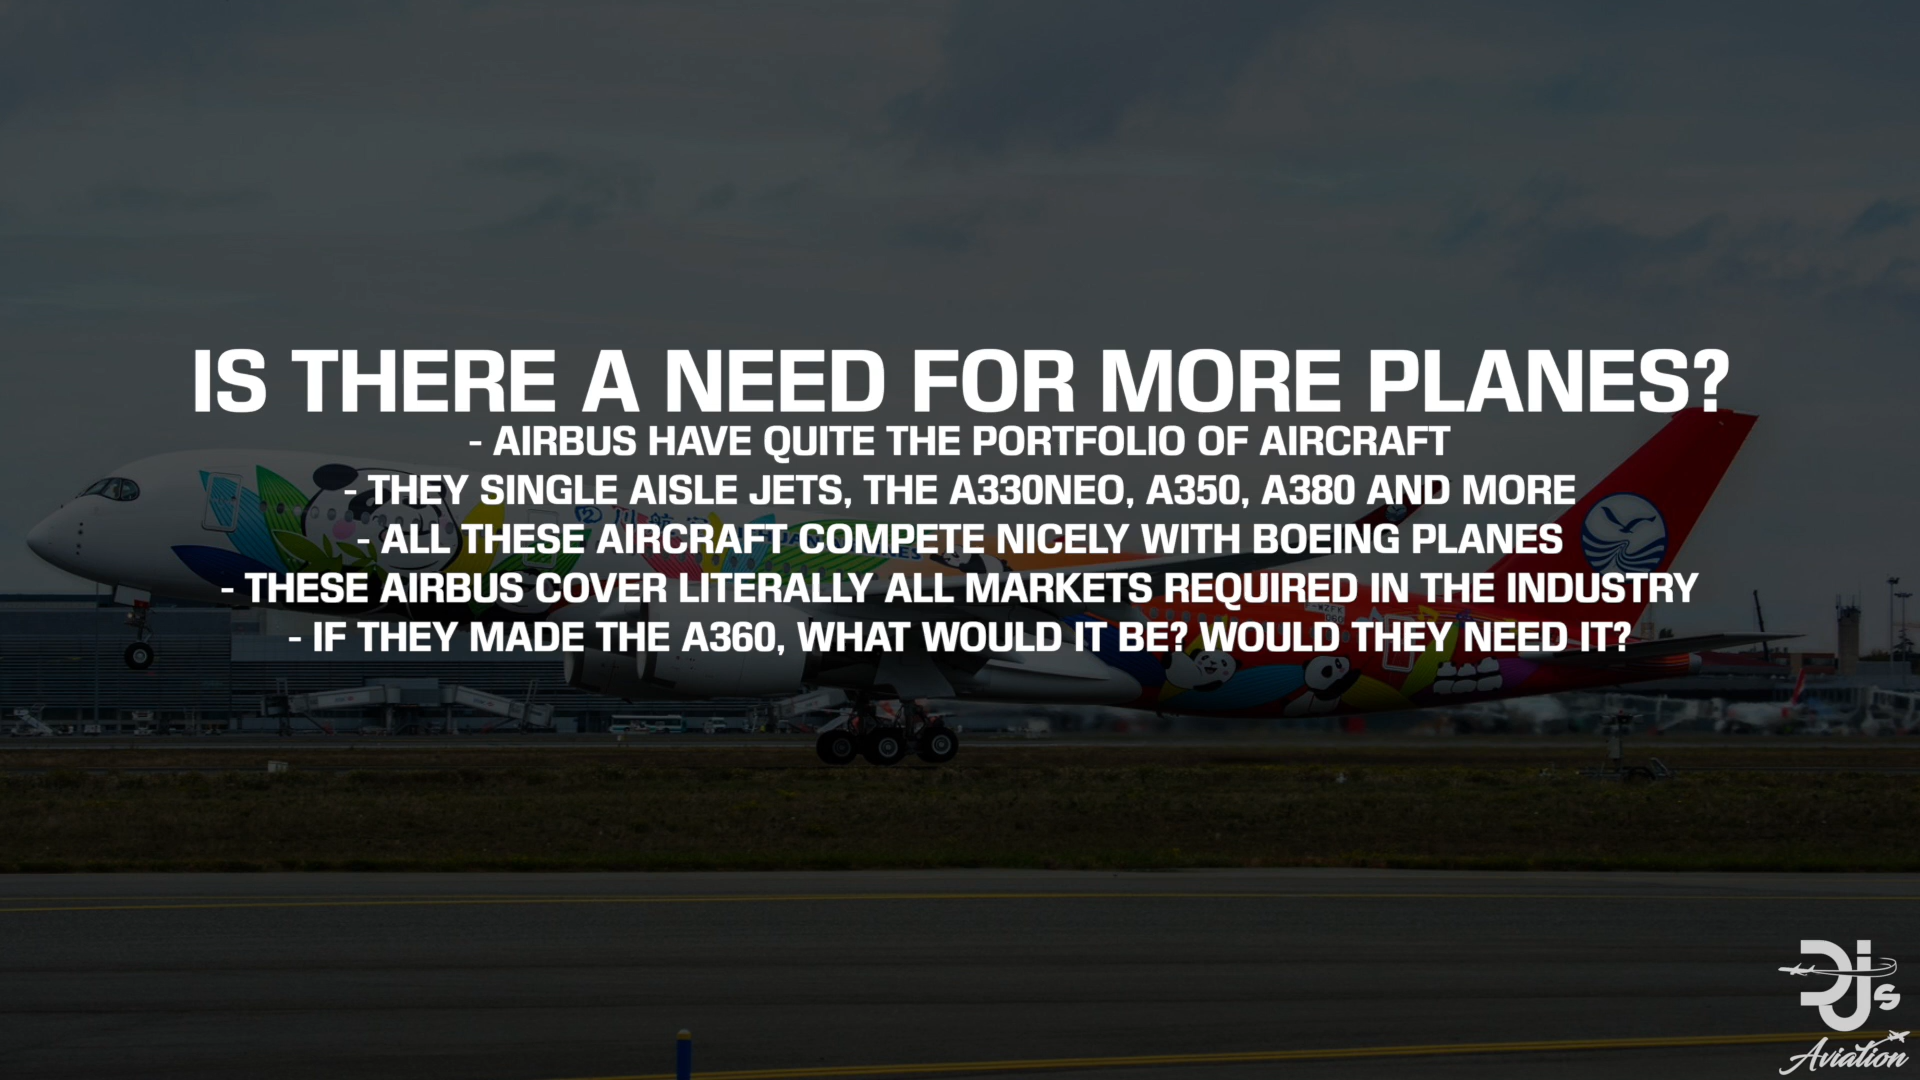 IS THERE A NEED FOR MORE PLANES?
- AIRBUS HAVE QUITE THE PORTFOLIO OF AIRCRAFT
- THEY SINGLE AISLE JETS, THE A330NEO, A350, A380 AND MORE
- ALL THESE AIRCRAFT COMPETE NICELY WITH BOEING PLANES
- THESE AIRBUS COVER LITERALLY ALL MARKETS REQUIRED IN THE INDUSTRY
- IF THEY MADE THE A360, WHAT WOULD IT BE? WOULD THEY NEED IT?
DJs
Aviation